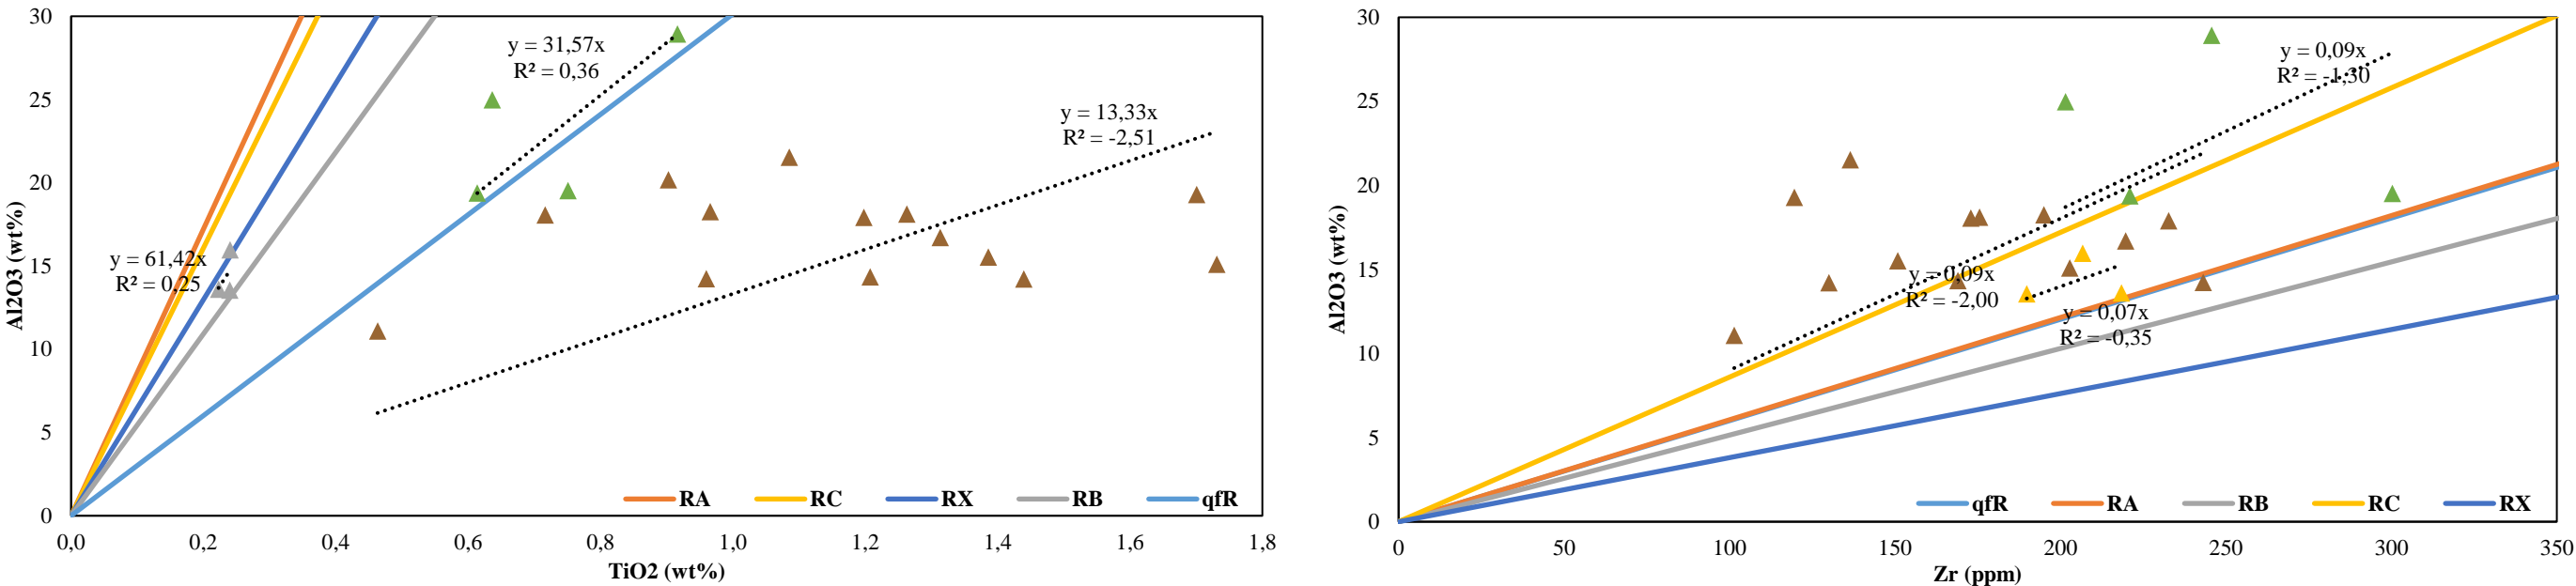 30
25
20
15
10
5
0
Al2O3 (wt%)
y = 31,57x
R² = 0,36
y = 13,33x
R² = -2,51
y = 61,42x
R² = 0,25
RA RC RX RB qfR
0,0 0,2 0,4 0,6 0,8 1,0 1,2 1,4 1,6 1,8
TiO2 (wt%)
30
25
20
15
10
5
0
Al2O3 (wt%)
y = 0,09x
R² = -1,30
y = 0,09x
R² = -2,00
y = 0,07x
R² = -0,35
qfR RA RB RC RX
0 50 100 150 200 250 300 350
Zr (ppm)